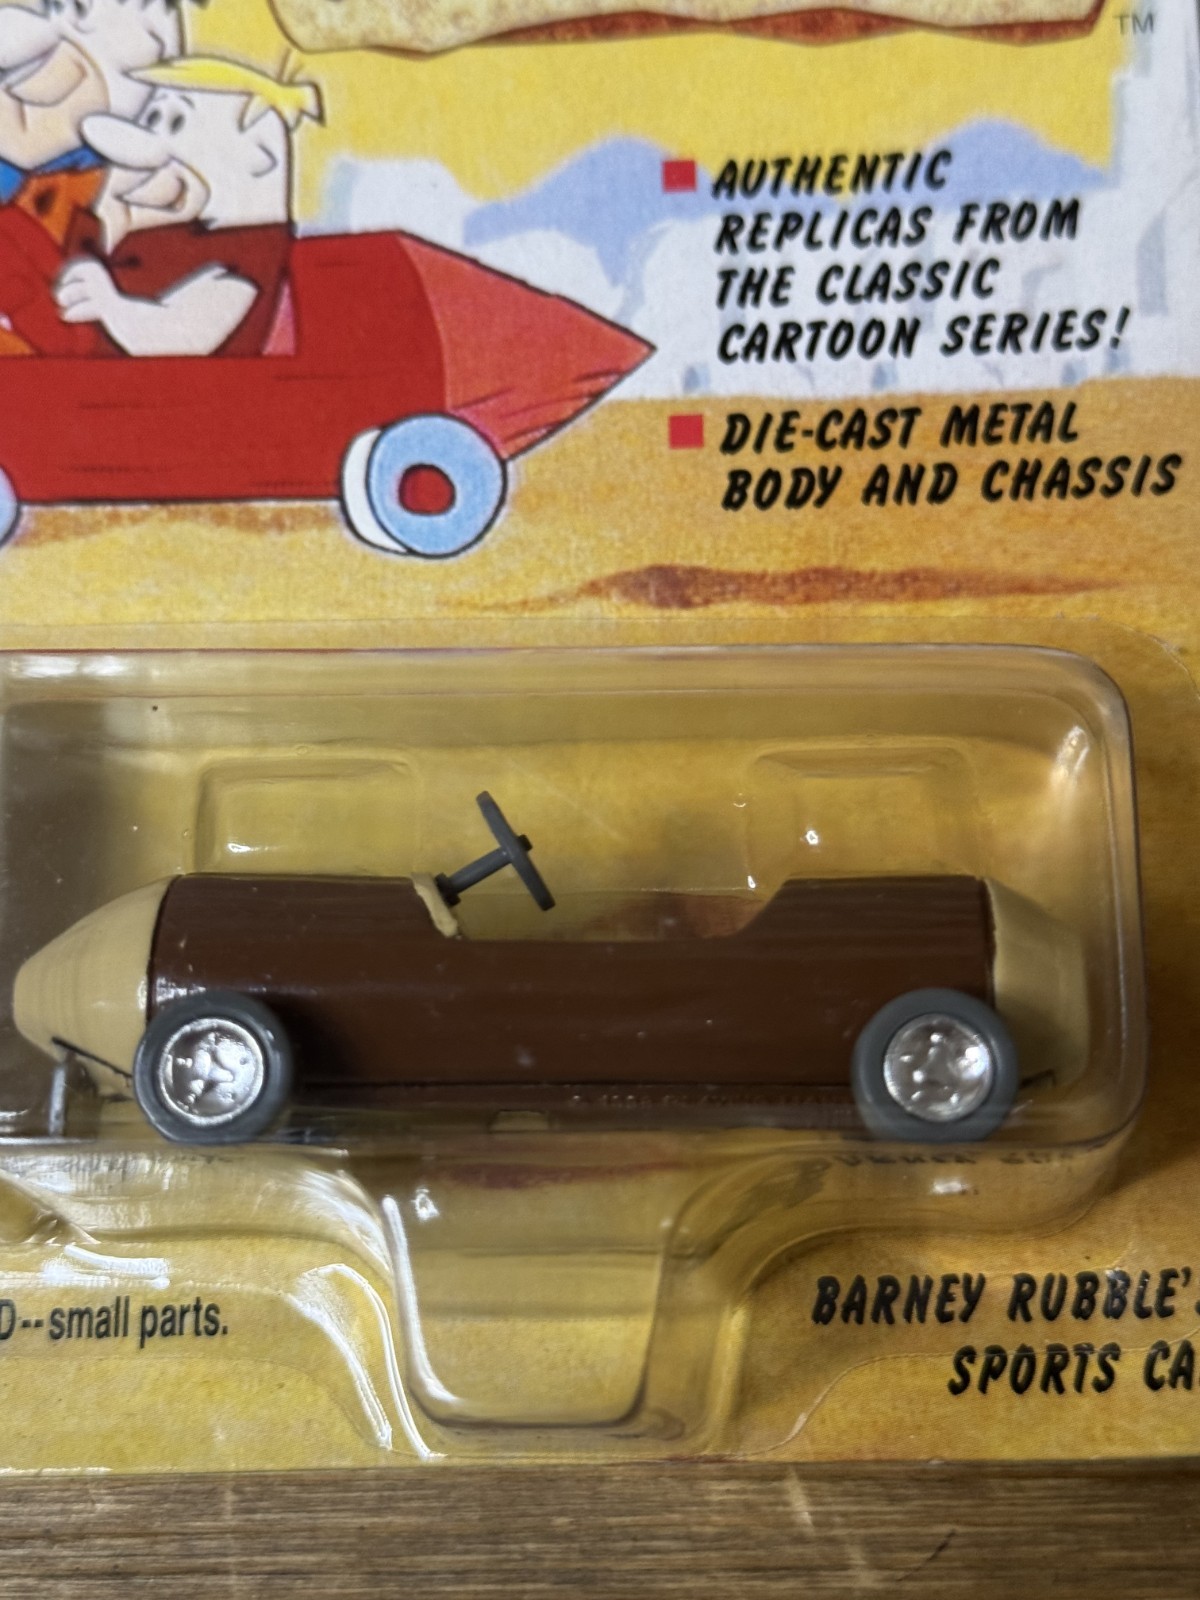 TM
AUTHENTIC
REPLICAS FROM
THE CLASSIC
CARTOON SERIES!
DIE-CAST METAL
BODY AND CHASSIS
D--small parts.
BARNEY RUBBLE'S
SPORTS CA